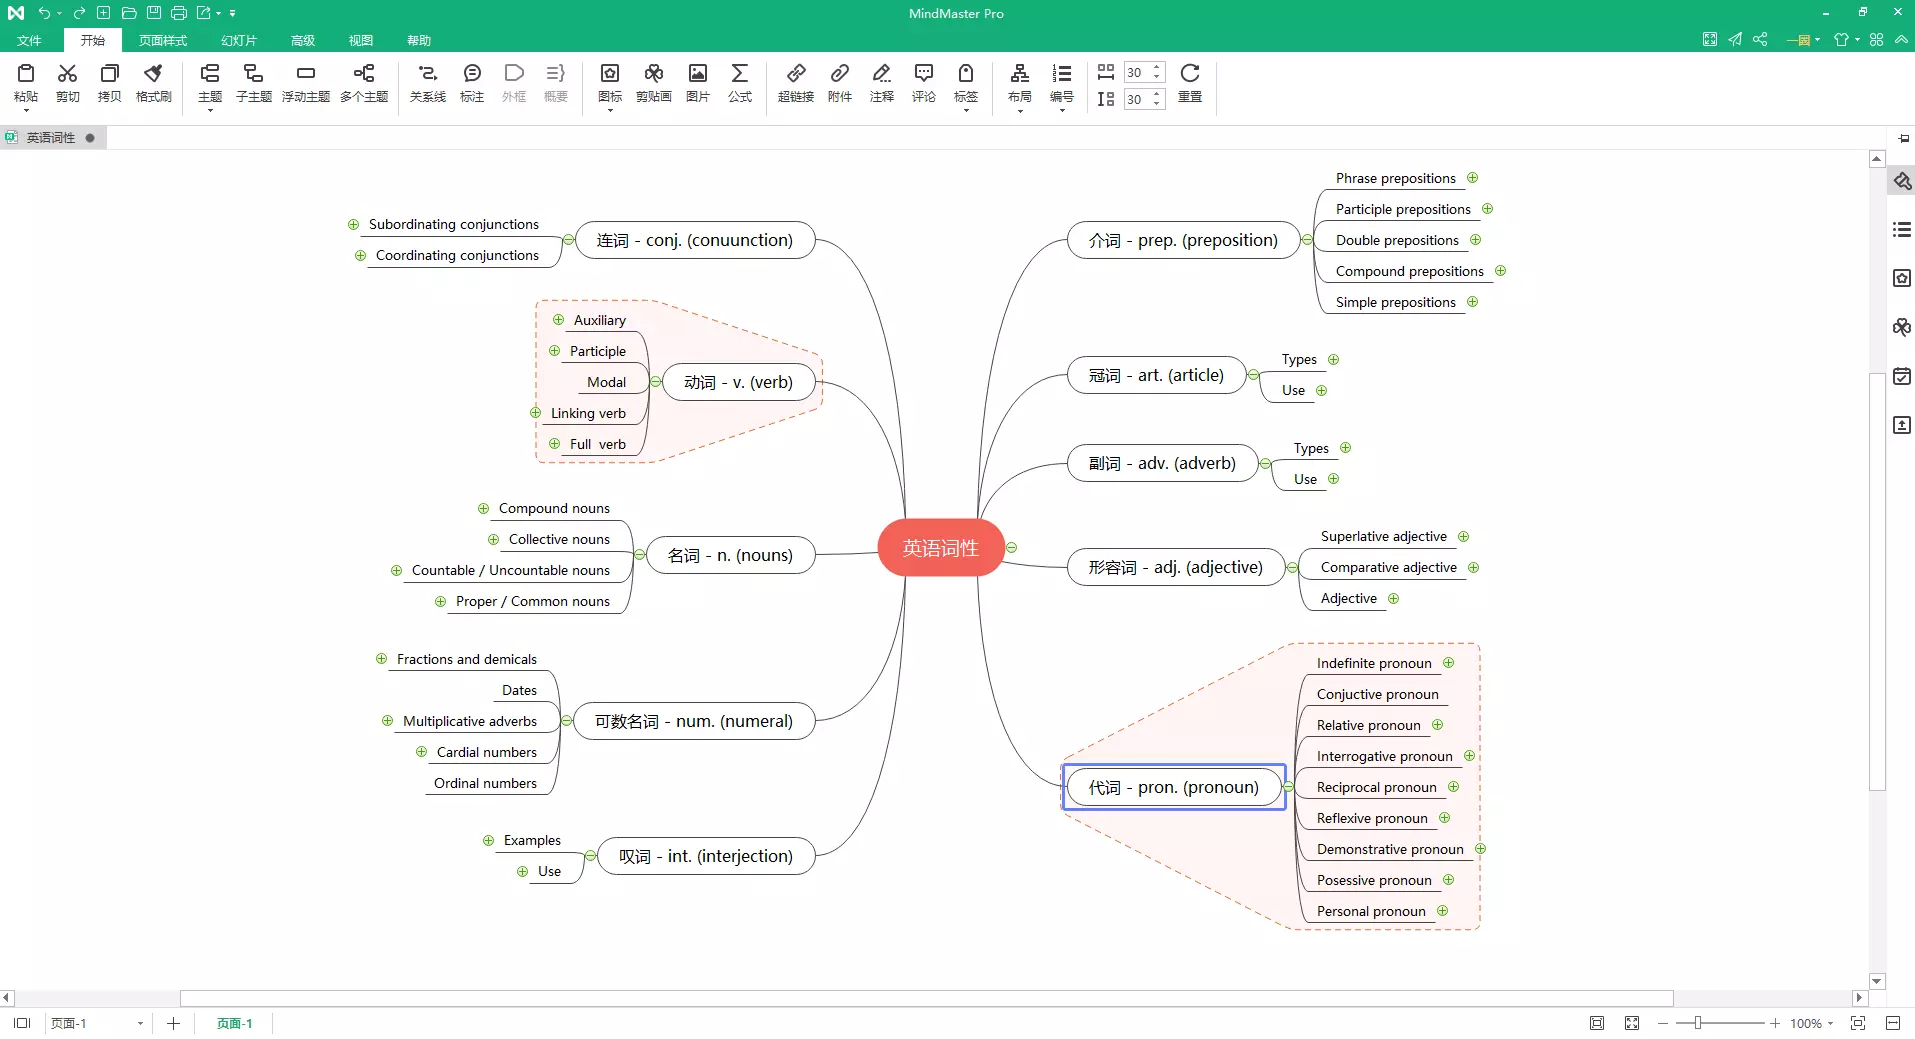 MindMaster Pro
文件 开始 页面样式 幻灯片 高级 视图 帮助
一园
粘贴 剪切 拷贝 格式刷 主题 子主题 浮动主题 多个主题 关系线 标注 外框 概要 图标 剪贴画 图片 公式 超链接 附件 注释 评论 标签 布局 编号 重置
30
30
英语词性
Subordinating conjunctions
Coordinating conjunctions
连词 - conj. (conuunction)
Auxiliary
Participle
Modal
Linking verb
Full verb
动词 - v. (verb)
Compound nouns
Collective nouns
Countable / Uncountable nouns
Proper / Common nouns
名词 - n. (nouns)
Fractions and demicals
Dates
Multiplicative adverbs
Cardial numbers
Ordinal numbers
可数名词 - num. (numeral)
Examples
Use
叹词 - int. (interjection)
英语词性
介词 - prep. (preposition)
Phrase prepositions
Participle prepositions
Double prepositions
Compound prepositions
Simple prepositions
冠词 - art. (article)
Types
Use
副词 - adv. (adverb)
Types
Use
形容词 - adj. (adjective)
Superlative adjective
Comparative adjective
Adjective
代词 - pron. (pronoun)
Indefinite pronoun
Conjuctive pronoun
Relative pronoun
Interrogative pronoun
Reciprocal pronoun
Reflexive pronoun
Demonstrative pronoun
Posessive pronoun
Personal pronoun
页面-1 页面-1 100%